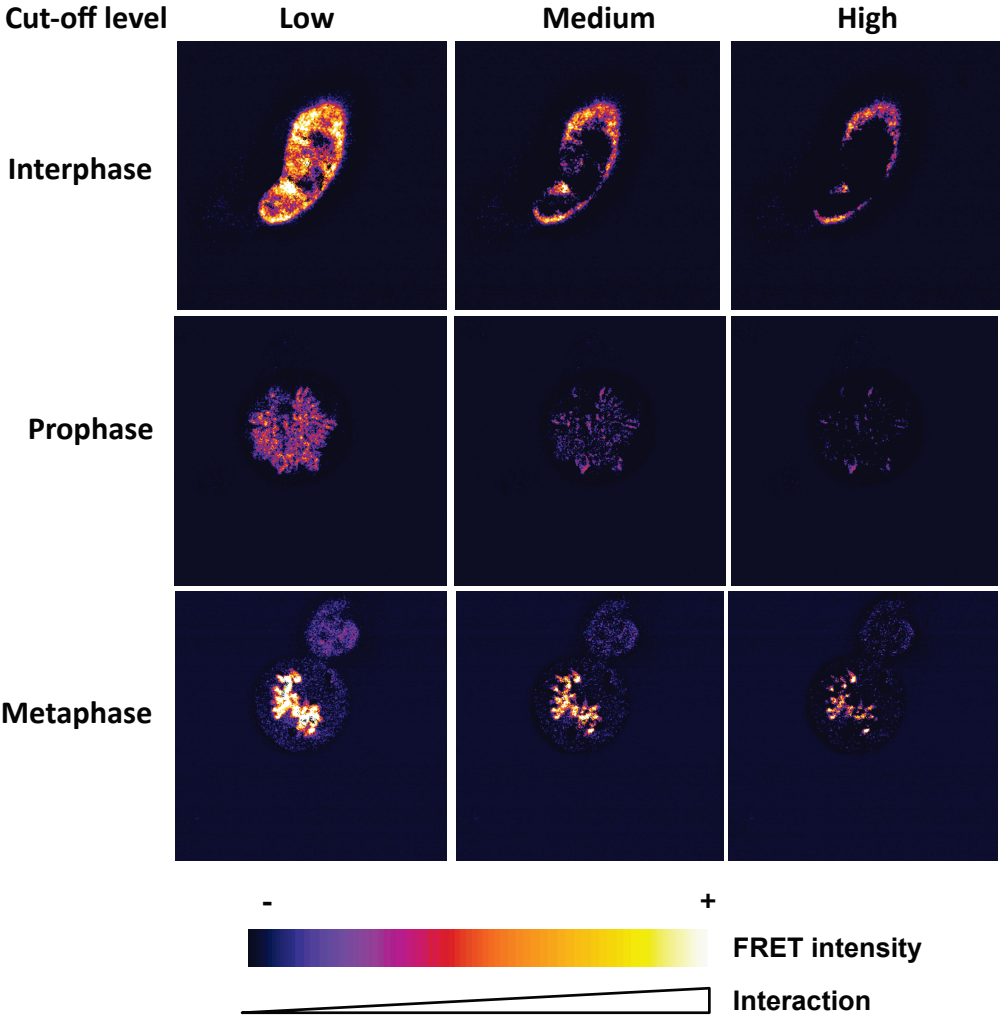 Cut-off level Low Medium High
Interphase
Prophase
Metaphase
- +
FRET intensity
Interaction